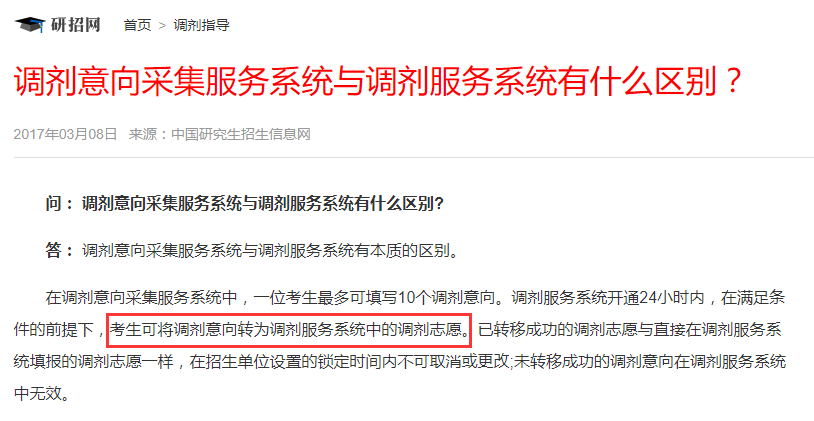 研招网 首页 > 调剂指导
调剂意向采集服务系统与调剂服务系统有什么区别？
2017年03月08日 来源：中国研究生招生信息网
问： 调剂意向采集服务系统与调剂服务系统有什么区别?
答： 调剂意向采集服务系统与调剂服务系统有本质的区别。
在调剂意向采集服务系统中，一位考生最多可填写10个调剂意向。调剂服务系统开通24小时内，在满足条
件的前提下，考生可将调剂意向转为调剂服务系统中的调剂志愿。已转移成功的调剂志愿与直接在调剂服务系
统填报的调剂志愿一样，在招生单位设置的锁定时间内不可取消或更改;未转移成功的调剂意向在调剂服务系统
中无效。